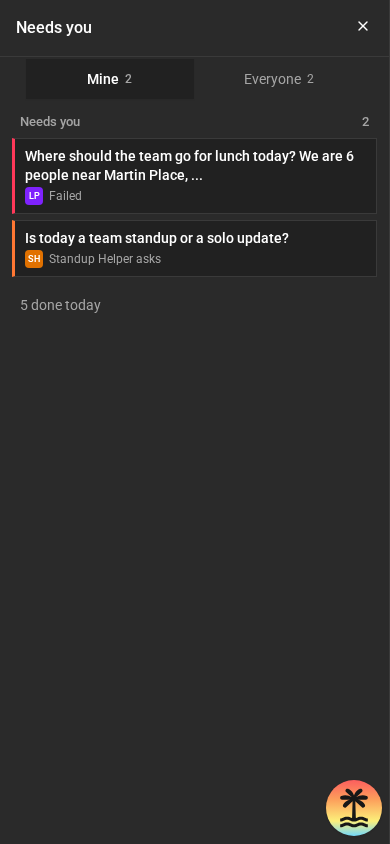 Needs you
Mine 2
Everyone 2
Needs you
2
Where should the team go for lunch today? We are 6
people near Martin Place, ...
LP Failed
Is today a team standup or a solo update?
SH Standup Helper asks
5 done today